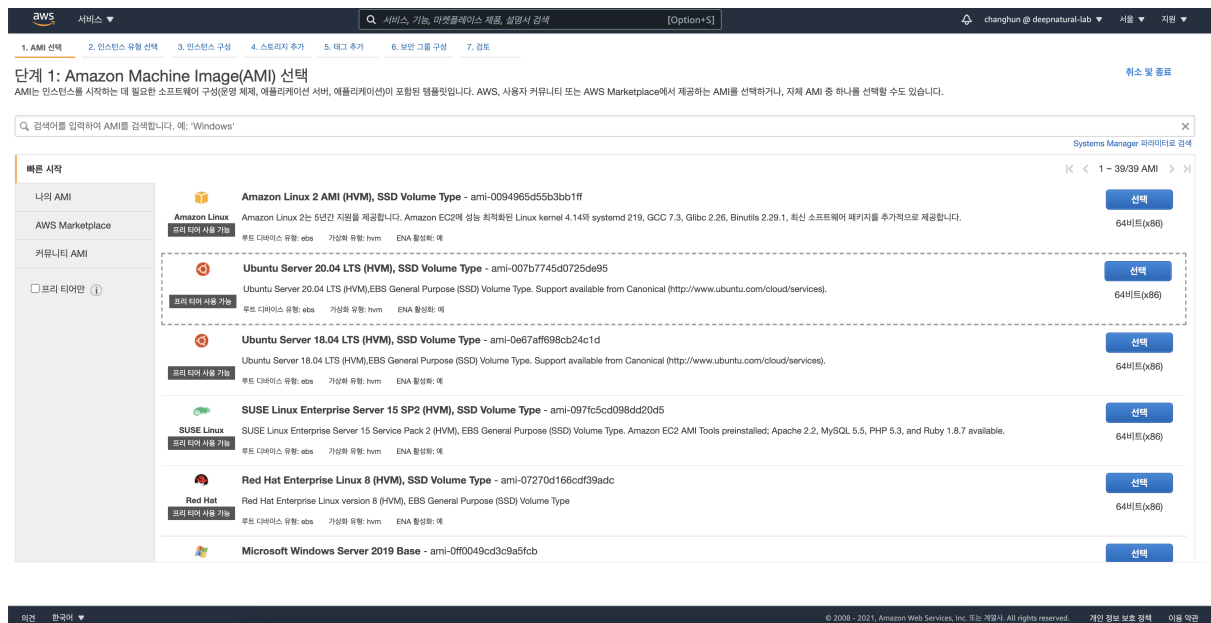 aws 서비스 ▼ 서비스, 기능, 마켓플레이스 제품, 설명서 검색 [Option+S] changhun @ deepnatural-lab ▼ 서울 ▼ 지원 ▼
1. AMI 선택 2. 인스턴스 유형 선택 3. 인스턴스 구성 4. 스토리지 추가 5. 태그 추가 6. 보안 그룹 구성 7. 검토
단계 1: Amazon Machine Image(AMI) 선택 취소 및 종료
AMI는 인스턴스를 시작하는 데 필요한 소프트웨어 구성(운영 체제, 애플리케이션 서버, 애플리케이션)이 포함된 템플릿입니다. AWS, 사용자 커뮤니티 또는 AWS Marketplace에서 제공하는 AMI를 선택하거나, 자체 AMI 중 하나를 선택할 수도 있습니다.
검색어를 입력하여 AMI를 검색합니다. 예: 'Windows'
Systems Manager 파라미터로 검색
빠른 시작
1 ~ 39/39 AMI
나의 AMI
AWS Marketplace
커뮤니티 AMI
프리 티어만
Amazon Linux 2 AMI (HVM), SSD Volume Type - ami-0094965d55b3bb1ff 선택
Amazon Linux Amazon Linux 2는 5년간 지원을 제공합니다. Amazon EC2에 성능 최적화된 Linux kernel 4.14와 systemd 219, GCC 7.3, Glibc 2.26, Binutils 2.29.1, 최신 소프트웨어 패키지를 추가적으로 제공합니다. 64비트(x86)
프리 티어 사용 가능 루트 디바이스 유형: ebs 가상화 유형: hvm ENA 활성화: 예
Ubuntu Server 20.04 LTS (HVM), SSD Volume Type - ami-007b7745d0725de95 선택
Ubuntu Server 20.04 LTS (HVM),EBS General Purpose (SSD) Volume Type. Support available from Canonical (http://www.ubuntu.com/cloud/services). 64비트(x86)
프리 티어 사용 가능 루트 디바이스 유형: ebs 가상화 유형: hvm ENA 활성화: 예
Ubuntu Server 18.04 LTS (HVM), SSD Volume Type - ami-0e67aff698cb24c1d 선택
Ubuntu Server 18.04 LTS (HVM),EBS General Purpose (SSD) Volume Type. Support available from Canonical (http://www.ubuntu.com/cloud/services). 64비트(x86)
프리 티어 사용 가능 루트 디바이스 유형: ebs 가상화 유형: hvm ENA 활성화: 예
SUSE Linux Enterprise Server 15 SP2 (HVM), SSD Volume Type - ami-097fc5cd098dd20d5 선택
SUSE Linux SUSE Linux Enterprise Server 15 Service Pack 2 (HVM), EBS General Purpose (SSD) Volume Type. Amazon EC2 AMI Tools preinstalled; Apache 2.2, MySQL 5.5, PHP 5.3, and Ruby 1.8.7 available. 64비트(x86)
프리 티어 사용 가능 루트 디바이스 유형: ebs 가상화 유형: hvm ENA 활성화: 예
Red Hat Enterprise Linux 8 (HVM), SSD Volume Type - ami-07270d166cdf39adc 선택
Red Hat Red Hat Enterprise Linux version 8 (HVM), EBS General Purpose (SSD) Volume Type 64비트(x86)
프리 티어 사용 가능 루트 디바이스 유형: ebs 가상화 유형: hvm ENA 활성화: 예
Microsoft Windows Server 2019 Base - ami-0ff0049cd3c9a5fcb 선택
의견 한국어 ▼ © 2008 - 2021, Amazon Web Services, Inc. 또는 계열사. All rights reserved. 개인 정보 보호 정책 이용 약관